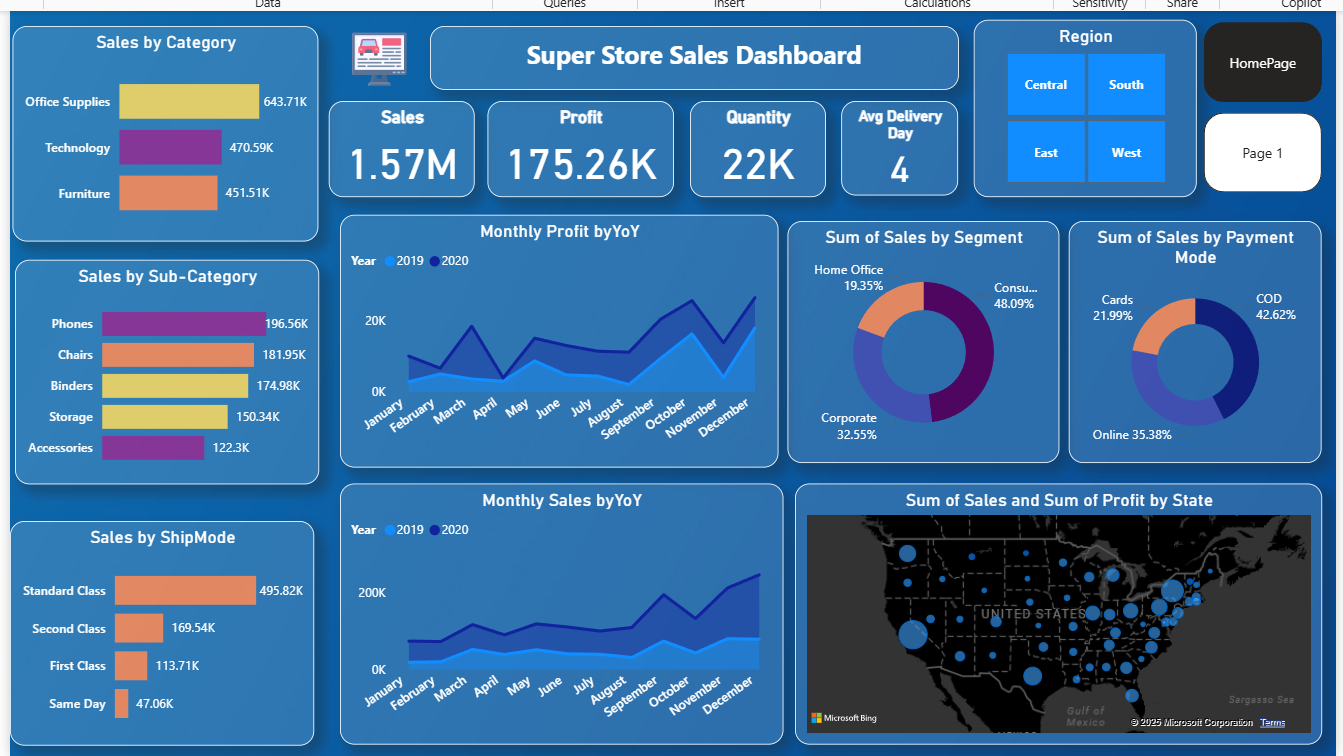 Data
Queries
Insert
Calculations
Sensitivity
Share
Copilot
Sales by Category
Office Supplies 643.71K
Technology 470.59K
Furniture 451.51K
Super Store Sales Dashboard
Sales
1.57M
Profit
175.26K
Quantity
22K
Avg Delivery
Day
4
Region
Central
South
East
West
HomePage
Page 1
Sales by Sub-Category
Phones 196.56K
Chairs 181.95K
Binders 174.98K
Storage 150.34K
Accessories 122.3K
Monthly Profit byYoY
Year 2019 2020
20K
0K
January
February
March
April
May
June
July
August
September
October
November
December
Sum of Sales by Segment
Home Office
19.35%
Consu...
48.09%
Corporate
32.55%
Sum of Sales by Payment
Mode
Cards
21.99%
COD
42.62%
Online 35.38%
Sales by ShipMode
Standard Class 495.82K
Second Class 169.54K
First Class 113.71K
Same Day 47.06K
Monthly Sales byYoY
Year 2019 2020
200K
0K
January
February
March
April
May
June
July
August
September
October
November
December
Sum of Sales and Sum of Profit by State
UNITED STATES
Sargasso Sea
Gulf of
Mexico
Microsoft Bing
© 2025 Microsoft Corporation Terms
MEXICO